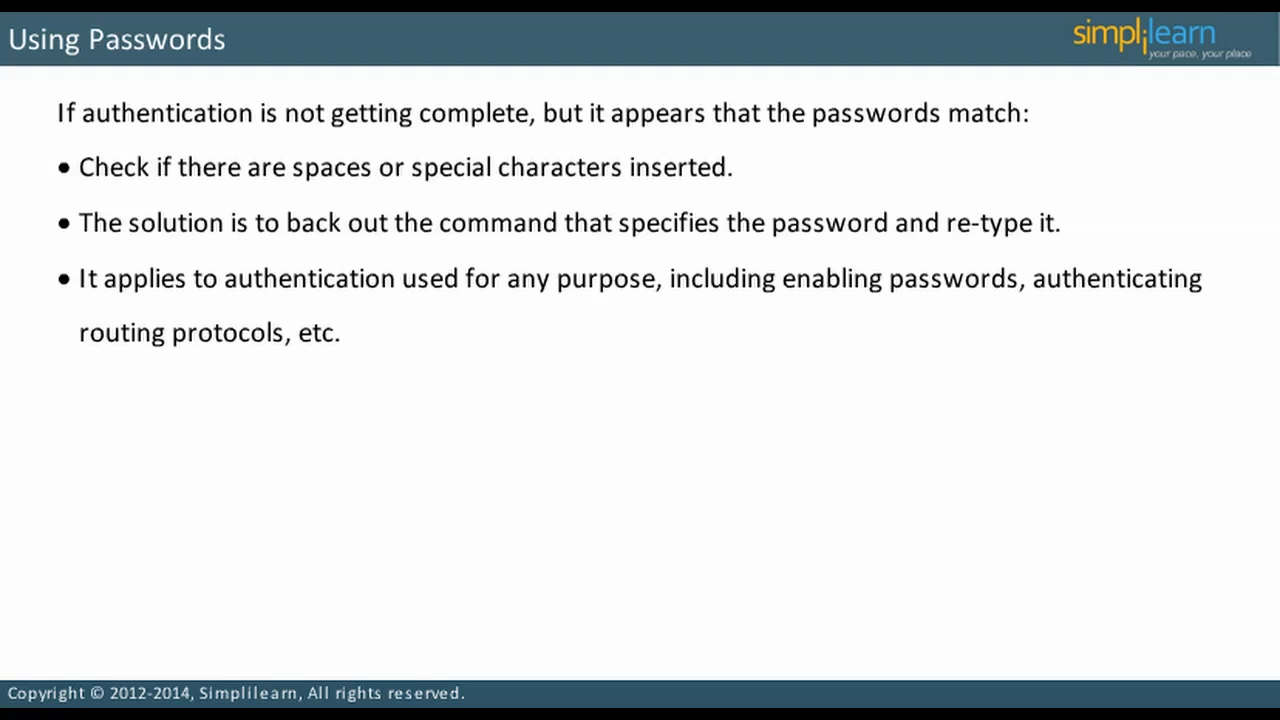 Using Passwords
simplilearn
your pace, your place
If authentication is not getting complete, but it appears that the passwords match:
• Check if there are spaces or special characters inserted.
• The solution is to back out the command that specifies the password and re-type it.
• It applies to authentication used for any purpose, including enabling passwords, authenticating
routing protocols, etc.
Copyright © 2012-2014, Simplilearn, All rights reserved.